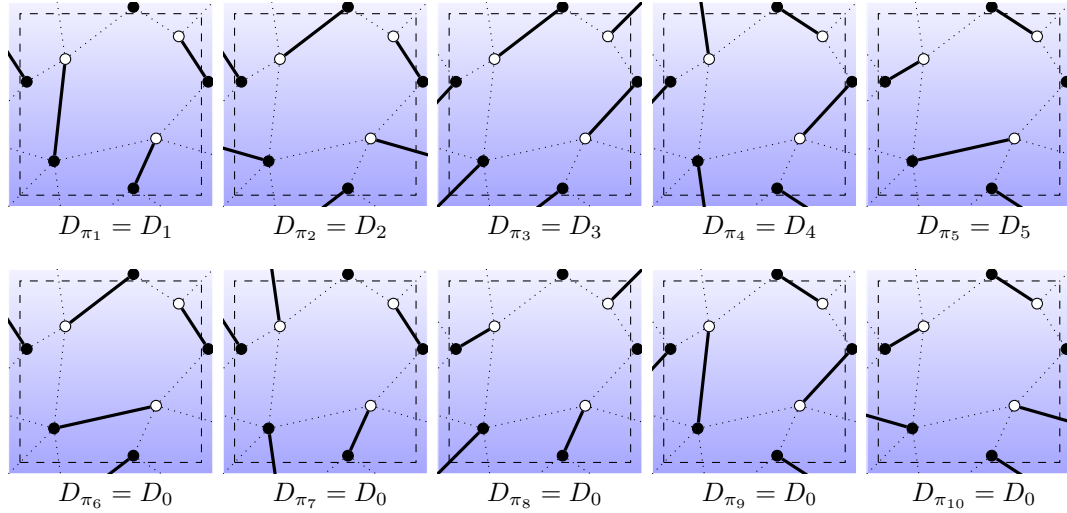 D_{π_1} = D_1 D_{π_2} = D_2 D_{π_3} = D_3 D_{π_4} = D_4 D_{π_5} = D_5
D_{π_6} = D_0 D_{π_7} = D_0 D_{π_8} = D_0 D_{π_9} = D_0 D_{π_{10}} = D_0